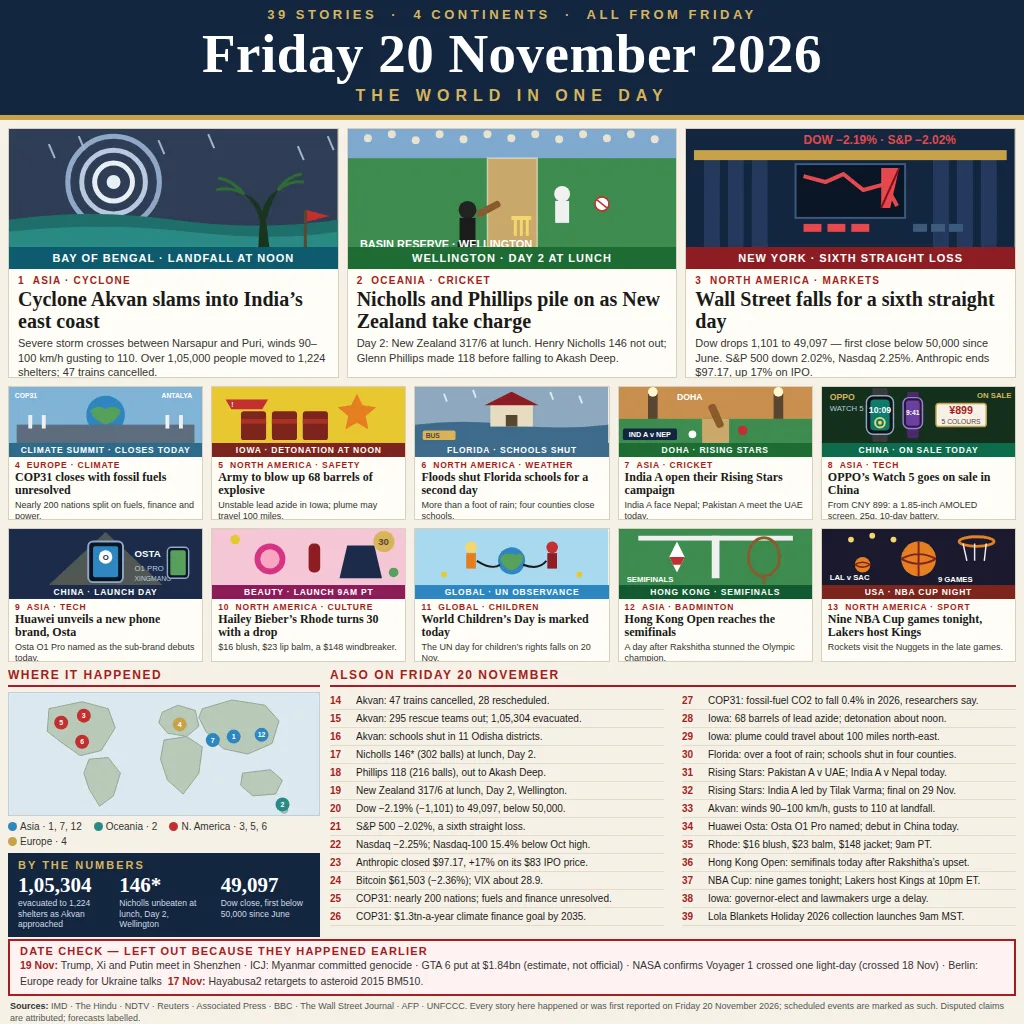 39 STORIES · 4 CONTINENTS · ALL FROM FRIDAY
Friday 20 November 2026
THE WORLD IN ONE DAY
BAY OF BENGAL · LANDFALL AT NOON
1 ASIA · CYCLONE
Cyclone Akvan slams into India’s
east coast
Severe storm crosses between Narsapur and Puri, winds 90–
100 km/h gusting to 110. Over 1,05,000 people moved to 1,224
shelters; 47 trains cancelled.
BASIN RESERVE · WELLINGTON
WELLINGTON · DAY 2 AT LUNCH
2 OCEANIA · CRICKET
Nicholls and Phillips pile on as New
Zealand take charge
Day 2: New Zealand 317/6 at lunch. Henry Nicholls 146 not out;
Glenn Phillips made 118 before falling to Akash Deep.
DOW −2.19% · S&P −2.02%
NEW YORK · SIXTH STRAIGHT LOSS
3 NORTH AMERICA · MARKETS
Wall Street falls for a sixth straight
day
Dow drops 1,101 to 49,097 — first close below 50,000 since
June. S&P 500 down 2.02%, Nasdaq 2.25%. Anthropic ends
$97.17, up 17% on IPO.
COP31
ANTALYA
CLIMATE SUMMIT · CLOSES TODAY
4 EUROPE · CLIMATE
COP31 closes with fossil fuels
unresolved
Nearly 200 nations split on fuels, finance and
power.
!
IOWA · DETONATION AT NOON
5 NORTH AMERICA · SAFETY
Army to blow up 68 barrels of
explosive
Unstable lead azide in Iowa; plume may
travel 100 miles.
BUS
FLORIDA · SCHOOLS SHUT
6 NORTH AMERICA · WEATHER
Floods shut Florida schools for a
second day
More than a foot of rain; four counties close
schools.
DOHA
IND A v NEP
DOHA · RISING STARS
7 ASIA · CRICKET
India A open their Rising Stars
campaign
India A face Nepal; Pakistan A meet the UAE
today.
OPPO
WATCH 5
10:09
9:41
ON SALE
¥899
5 COLOURS
CHINA · ON SALE TODAY
8 ASIA · TECH
OPPO’s Watch 5 goes on sale in
China
From CNY 899: a 1.85-inch AMOLED
screen, 25g, 10-day battery.
O
OSTA
O1 PRO
XINGMANG
CHINA · LAUNCH DAY
9 ASIA · TECH
Huawei unveils a new phone
brand, Osta
Osta O1 Pro named as the sub-brand debuts
today.
30
BEAUTY · LAUNCH 9AM PT
10 NORTH AMERICA · CULTURE
Hailey Bieber’s Rhode turns 30
with a drop
$16 blush, $23 lip balm, a $148 windbreaker.
GLOBAL · UN OBSERVANCE
11 GLOBAL · CHILDREN
World Children’s Day is marked
today
The UN day for children’s rights falls on 20
Nov.
SEMIFINALS
HONG KONG · SEMIFINALS
12 ASIA · BADMINTON
Hong Kong Open reaches the
semifinals
A day after Rakshitha stunned the Olympic
champion.
LAL v SAC
9 GAMES
USA · NBA CUP NIGHT
13 NORTH AMERICA · SPORT
Nine NBA Cup games tonight,
Lakers host Kings
Rockets visit the Nuggets in the late games.
WHERE IT HAPPENED
5
3
6
4
7
1
12
2
Asia · 1, 7, 12 Oceania · 2 N. America · 3, 5, 6
Europe · 4
BY THE NUMBERS
1,05,304
evacuated to 1,224
shelters as Akvan
approached
146*
Nicholls unbeaten at
lunch, Day 2,
Wellington
49,097
Dow close, first below
50,000 since June
ALSO ON FRIDAY 20 NOVEMBER
14 Akvan: 47 trains cancelled, 28 rescheduled.
15 Akvan: 295 rescue teams out; 1,05,304 evacuated.
16 Akvan: schools shut in 11 Odisha districts.
17 Nicholls 146* (302 balls) at lunch, Day 2.
18 Phillips 118 (216 balls), out to Akash Deep.
19 New Zealand 317/6 at lunch, Day 2, Wellington.
20 Dow −2.19% (−1,101) to 49,097, below 50,000.
21 S&P 500 −2.02%, a sixth straight loss.
22 Nasdaq −2.25%; Nasdaq-100 15.4% below Oct high.
23 Anthropic closed $97.17, +17% on its $83 IPO price.
24 Bitcoin $61,503 (−2.36%); VIX about 28.9.
25 COP31: nearly 200 nations; fuels and finance unresolved.
26 COP31: $1.3tn-a-year climate finance goal by 2035.
27 COP31: fossil-fuel CO2 to fall 0.4% in 2026, researchers say.
28 Iowa: 68 barrels of lead azide; detonation about noon.
29 Iowa: plume could travel about 100 miles north-east.
30 Florida: over a foot of rain; schools shut in four counties.
31 Rising Stars: Pakistan A v UAE; India A v Nepal today.
32 Rising Stars: India A led by Tilak Varma; final on 29 Nov.
33 Akvan: winds 90–100 km/h, gusts to 110 at landfall.
34 Huawei Osta: Osta O1 Pro named; debut in China today.
35 Rhode: $16 blush, $23 balm, $148 jacket; 9am PT.
36 Hong Kong Open: semifinals today after Rakshitha’s upset.
37 NBA Cup: nine games tonight; Lakers host Kings at 10pm ET.
38 Iowa: governor-elect and lawmakers urge a delay.
39 Lola Blankets Holiday 2026 collection launches 9am MST.
DATE CHECK — LEFT OUT BECAUSE THEY HAPPENED EARLIER
19 Nov: Trump, Xi and Putin meet in Shenzhen · ICJ: Myanmar committed genocide · GTA 6 put at $1.84bn (estimate, not official) · NASA confirms Voyager 1 crossed one light-day (crossed 18 Nov) · Berlin:
Europe ready for Ukraine talks 17 Nov: Hayabusa2 retargets to asteroid 2015 BM510.
Sources: IMD · The Hindu · NDTV · Reuters · Associated Press · BBC · The Wall Street Journal · AFP · UNFCCC. Every story here happened or was first reported on Friday 20 November 2026; scheduled events are marked as such. Disputed claims
are attributed; forecasts labelled.